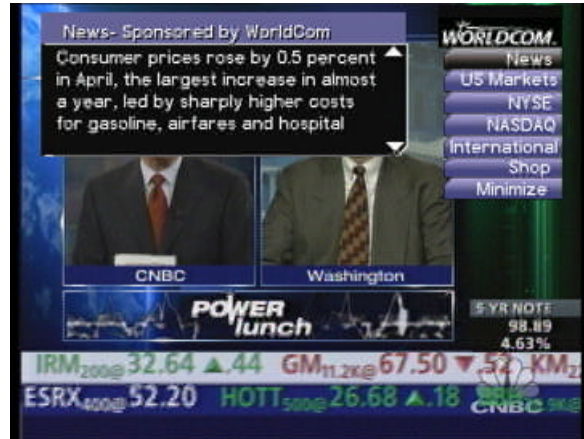 News- Sponsored by WorldCom
Consumer prices rose by 0.5 percent
in April, the largest increase in almost
a year, led by sharply higher costs
for gasoline, airfares and hospital
WORLDCOM.
News
US Markets
NYSE
NASDAQ
International
Shop
Minimize
CNBC
Washington
POWER
lunch
5 YR NOTE
98.89
4.63%
IRM200@32.64 ▲.44 GM11.2K@67.50 ▼.52 KM
ESRX400@52.20 HOTT500@26.68 ▲.18
CNBC